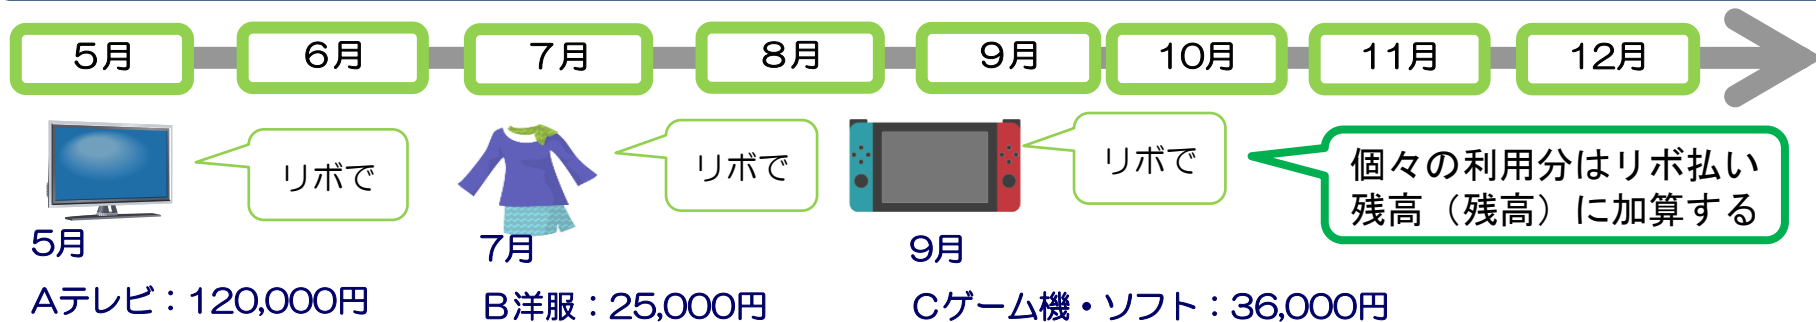 5月
6月
7月
8月
9月
10月
11月
12月
リボで
リボで
リボで
個々の利用分はリボ払い
残高（残高）に加算する
5月
Aテレビ：120,000円
7月
B洋服：25,000円
9月
Cゲーム機・ソフト：36,000円